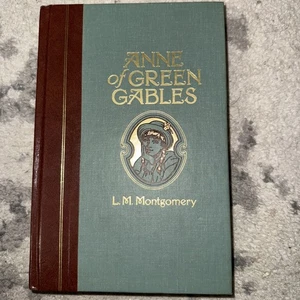 ANNE
of GREEN
GABLES
L. M. Montgomery